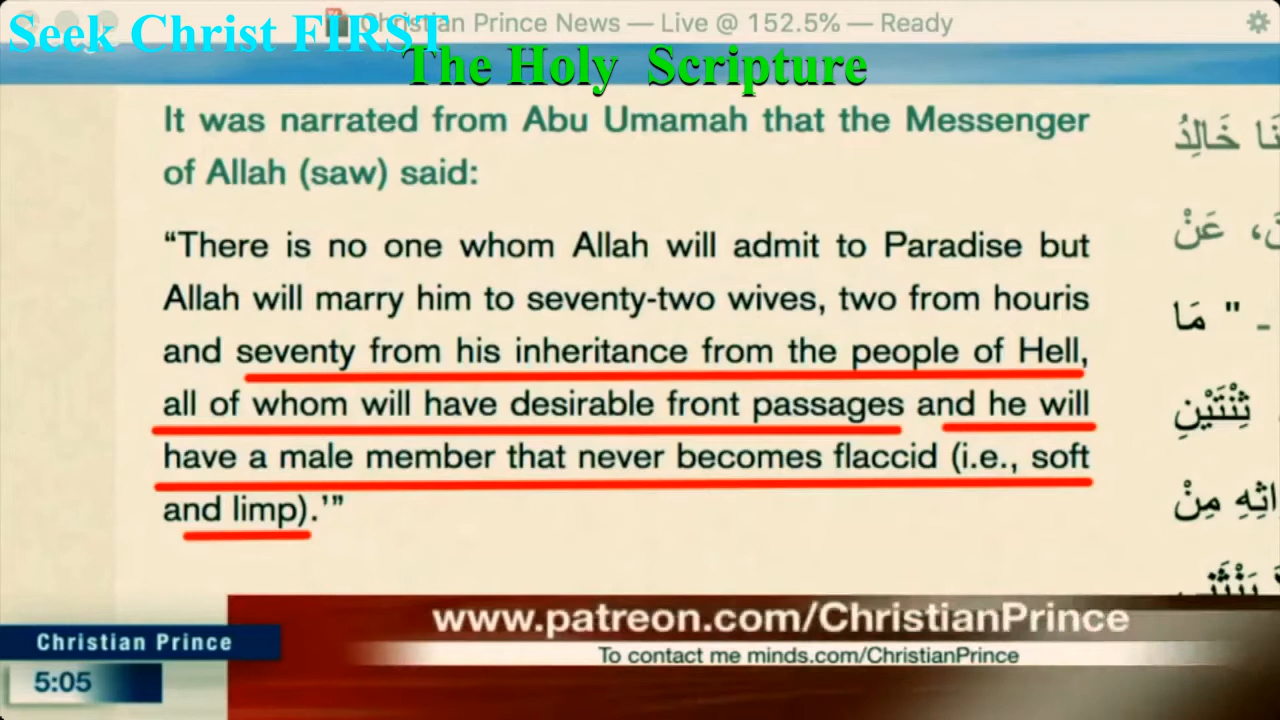 Christian Prince News — Live @ 152.5% — Ready
Seek Christ FIRST
The Holy Scripture
It was narrated from Abu Umamah that the Messenger
of Allah (saw) said:
“There is no one whom Allah will admit to Paradise but
Allah will marry him to seventy-two wives, two from houris
and seventy from his inheritance from the people of Hell,
all of whom will have desirable front passages and he will
have a male member that never becomes flaccid (i.e., soft
and limp).’”
خَالِدُ
عَنْ
" مَا
ثِنْتَيْنِ
مِنْ
www.patreon.com/ChristianPrince
Christian Prince
To contact me minds.com/ChristianPrince
5:05